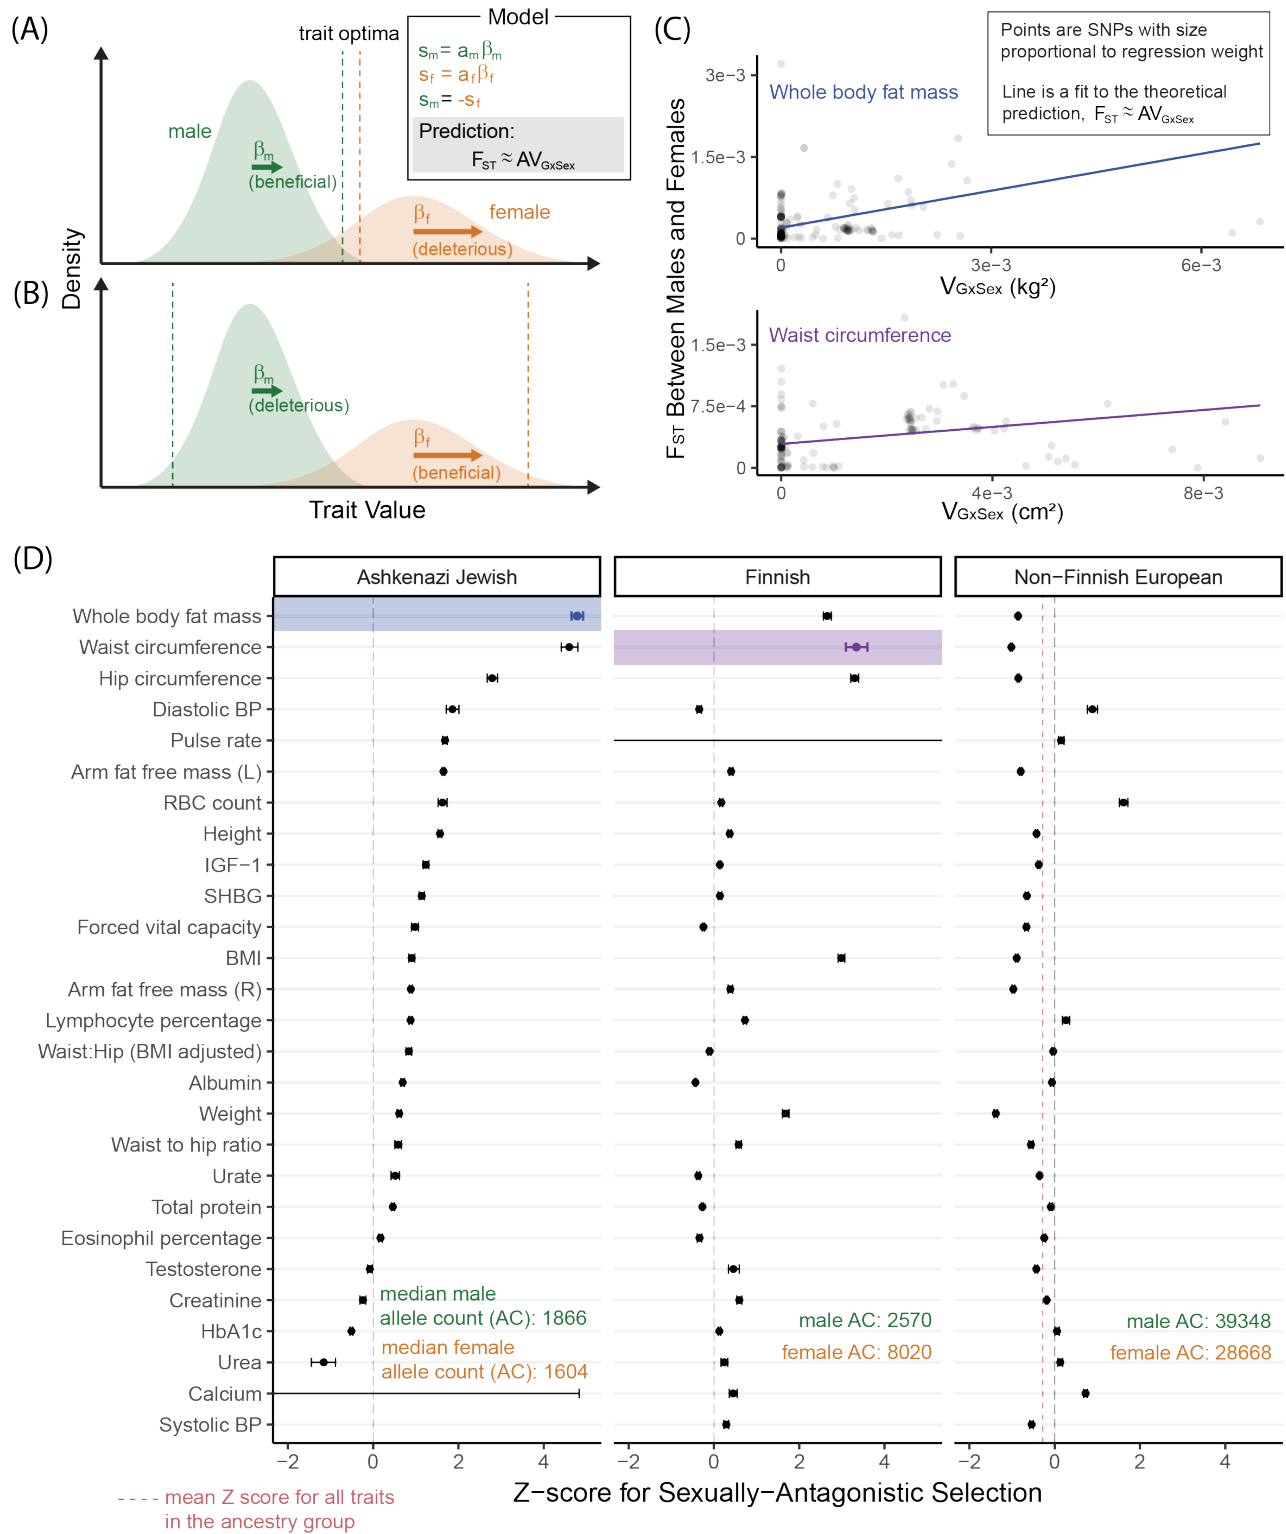 (A)
trait optima
Model
sm = amβm
sf = afβf
sm = -sf
Prediction:
FST ≈ AVGxSex
male
βm
(beneficial)
βf
female
(deleterious)
Density
(B)
βm
(deleterious)
βf
(beneficial)
Trait Value
(C)
Points are SNPs with size
proportional to regression weight
Line is a fit to the theoretical
prediction, FST ≈ AVGxSex
Whole body fat mass
3e−3
1.5e−3
0
0
3e−3
6e−3
VGxSex (kg²)
FST Between Males and Females
Waist circumference
1.5e−3
7.5e−4
0
0
4e−3
8e−3
VGxSex (cm²)
(D)
Ashkenazi Jewish
Finnish
Non−Finnish European
Whole body fat mass
Waist circumference
Hip circumference
Diastolic BP
Pulse rate
Arm fat free mass (L)
RBC count
Height
IGF−1
SHBG
Forced vital capacity
BMI
Arm fat free mass (R)
Lymphocyte percentage
Waist:Hip (BMI adjusted)
Albumin
Weight
Waist to hip ratio
Urate
Total protein
Eosinophil percentage
Testosterone
Creatinine
HbA1c
Urea
Calcium
Systolic BP
median male
allele count (AC): 1866
median female
allele count (AC): 1604
male AC: 2570
female AC: 8020
male AC: 39348
female AC: 28668
−2 0 2 4
−2 0 2 4
−2 0 2 4
Z−score for Sexually−Antagonistic Selection
mean Z score for all traits
in the ancestry group